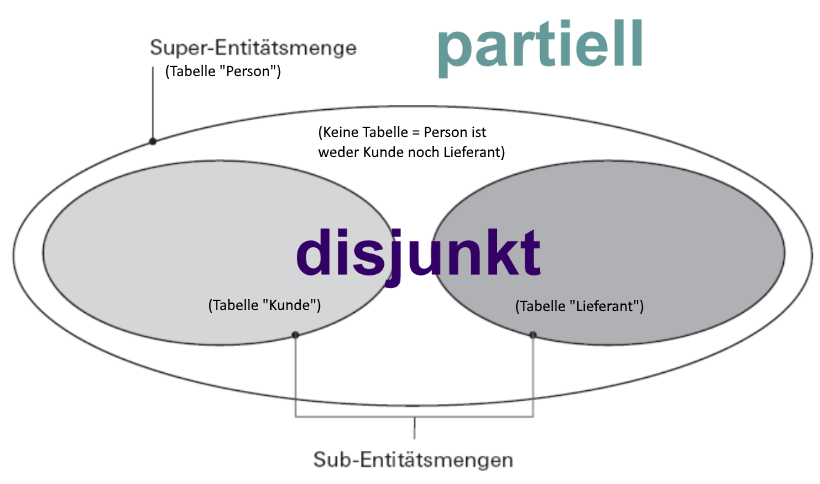 partiell
Super-Entitätsmenge
(Tabelle "Person")
(Keine Tabelle = Person ist
weder Kunde noch Lieferant)
disjunkt
(Tabelle "Kunde")
(Tabelle "Lieferant")
Sub-Entitätsmengen